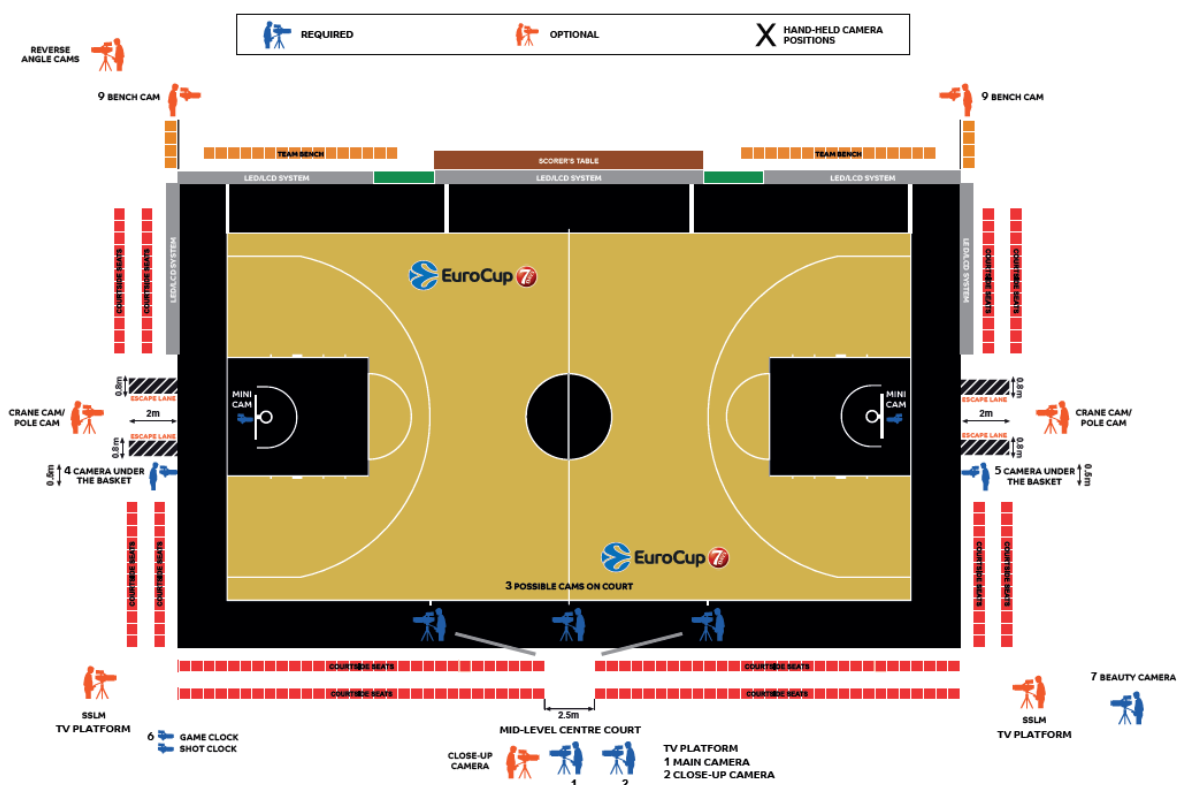 REQUIRED
OPTIONAL
X HAND-HELD CAMERA
POSITIONS
REVERSE
ANGLE CAMS
9 BENCH CAM
9 BENCH CAM
TEAM BENCH
SCORER'S TABLE
TEAM BENCH
LED/LCD SYSTEM
LED/LCD SYSTEM
LED/LCD SYSTEM
LED/LCD SYSTEM
LED/LCD SYSTEM
COURTSIDE SEATS
COURTSIDE SEATS
COURTSIDE SEATS
COURTSIDE SEATS
EuroCup 7
0.8m
ESCAPE LANE
MINI
CAM
MINI
CAM
0.8m
ESCAPE LANE
CRANE CAM/
POLE CAM
2m
2m
CRANE CAM/
POLE CAM
ESCAPE LANE
0.8m
ESCAPE LANE
0.8m
0.5m
4 CAMERA UNDER
THE BASKET
5 CAMERA UNDER
THE BASKET
0.5m
COURTSIDE SEATS
COURTSIDE SEATS
COURTSIDE SEATS
COURTSIDE SEATS
EuroCup 7
3 POSSIBLE CAMS ON COURT
COURTSIDE SEATS
COURTSIDE SEATS
COURTSIDE SEATS
COURTSIDE SEATS
2.5m
SSLM
TV PLATFORM
7 BEAUTY CAMERA
SSLM
TV PLATFORM
6 GAME CLOCK
SHOT CLOCK
MID-LEVEL CENTRE COURT
CLOSE-UP
CAMERA
1
2
TV PLATFORM
1 MAIN CAMERA
2 CLOSE-UP CAMERA